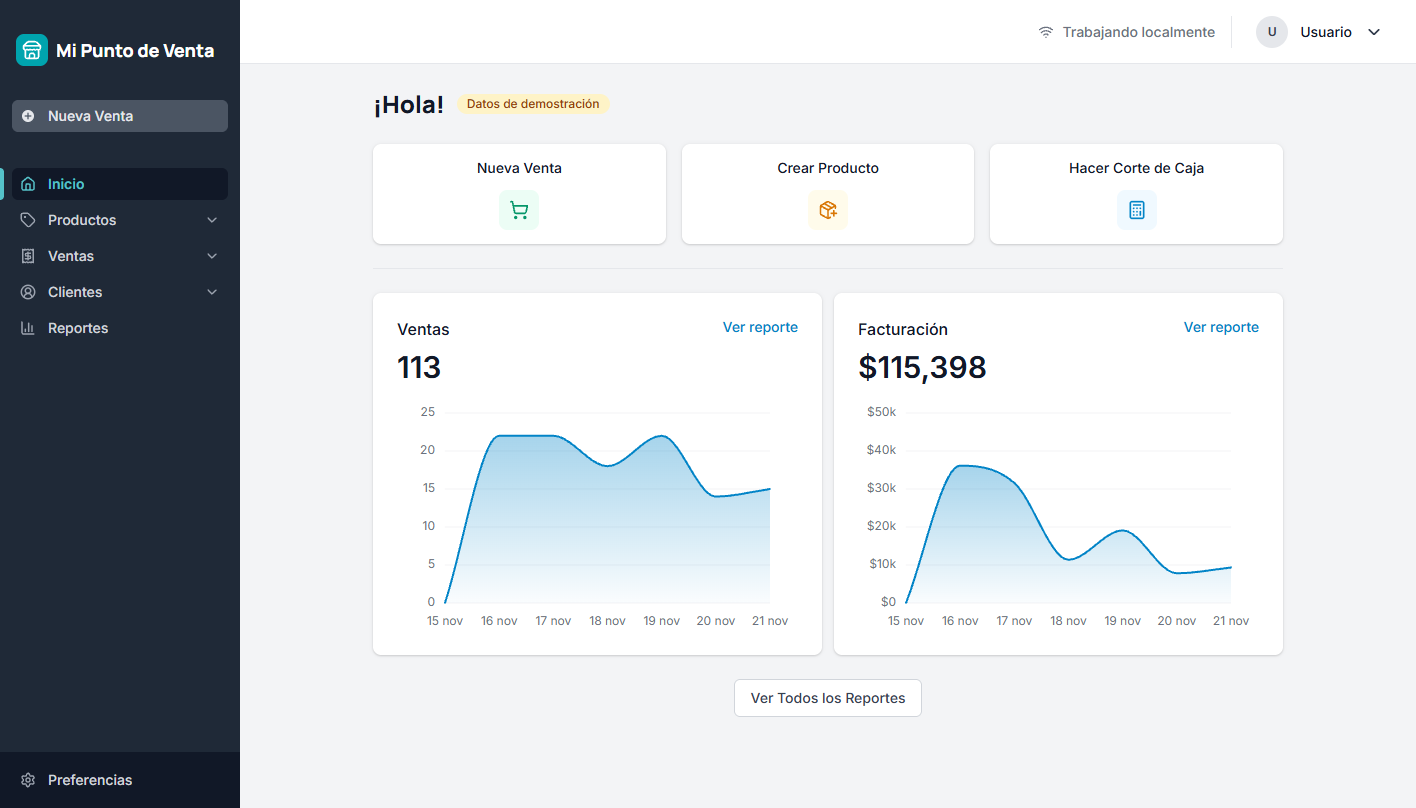 Mi Punto de Venta
Nueva Venta
Inicio
Productos
Ventas
Clientes
Reportes
Preferencias
Trabajando localmente
U
Usuario
¡Hola!
Datos de demostración
Nueva Venta
Crear Producto
Hacer Corte de Caja
Ventas
Ver reporte
113
25
20
15
10
5
0
15 nov 16 nov 17 nov 18 nov 19 nov 20 nov 21 nov
Facturación
Ver reporte
$115,398
$50k
$40k
$30k
$20k
$10k
$0
15 nov 16 nov 17 nov 18 nov 19 nov 20 nov 21 nov
Ver Todos los Reportes